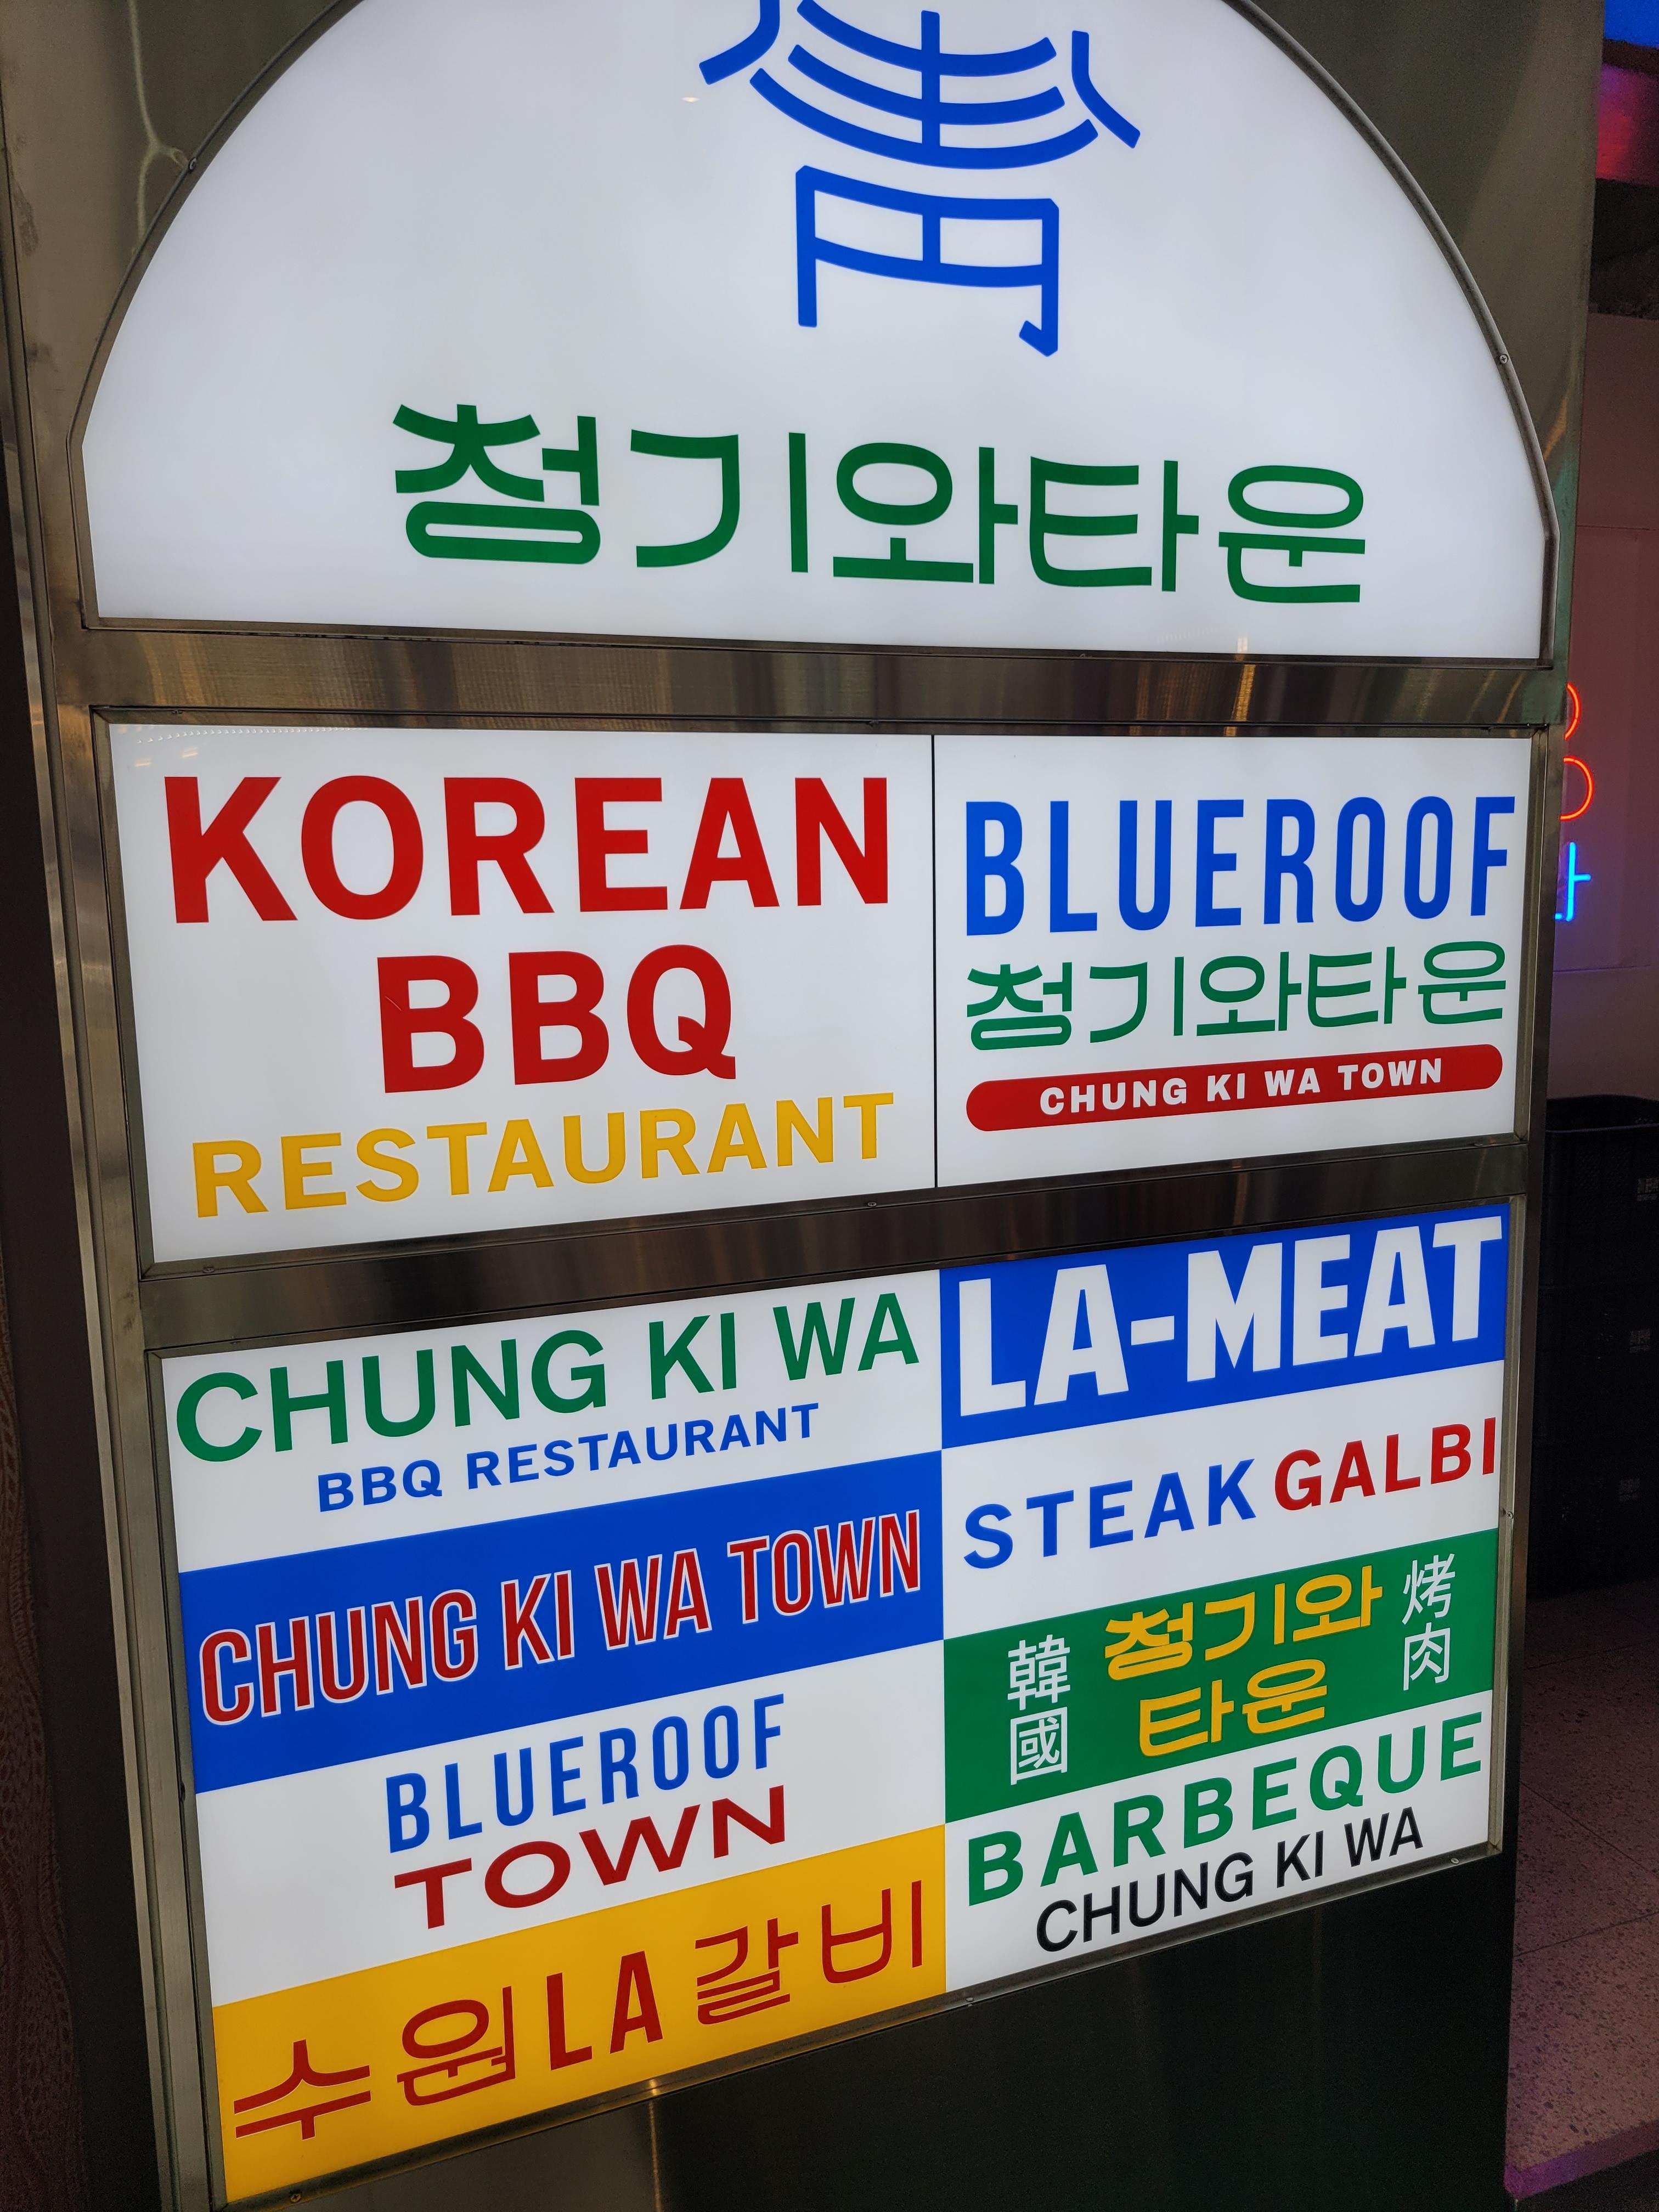 청기와타운
KOREAN
BBQ
RESTAURANT
BLUEROOF
청기와타운
CHUNG KI WA TOWN
CHUNG KI WA
BBQ RESTAURANT
CHUNG KI WA TOWN
BLUEROOF
TOWN
수원LA갈비
LA-MEAT
STEAK GALBI
韓國
청기와
타운
烤肉
BARBEQUE
CHUNG KI WA